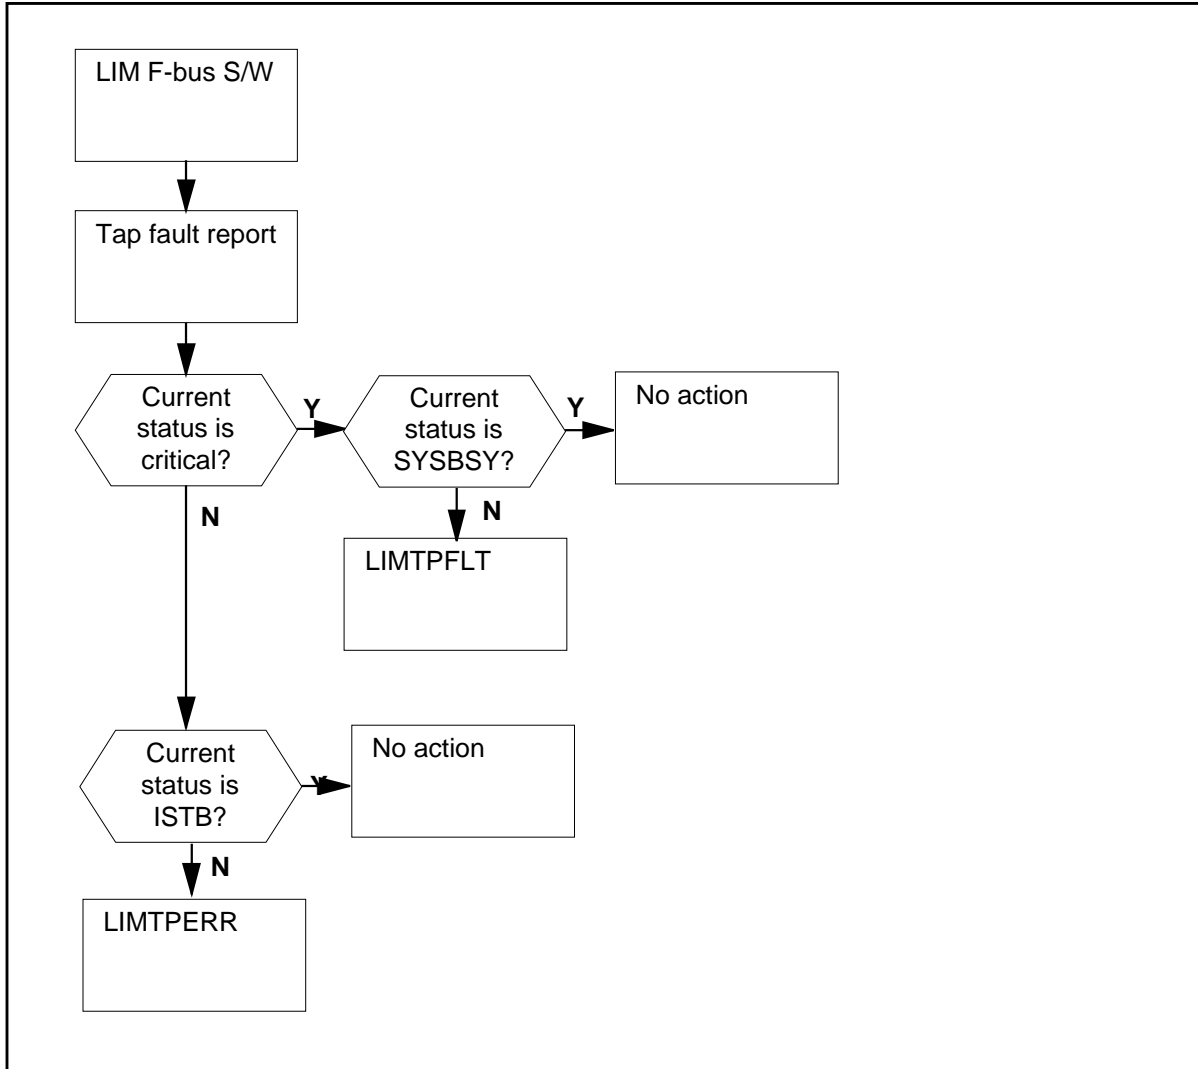 LIM F-bus S/W
Tap fault report
Current
status is
critical?
Y
Current
status is
SYSBSY?
Y
No action
N
N
LIMTPFLT
Current
status is
ISTB?
Y
No action
N
LIMTPERR